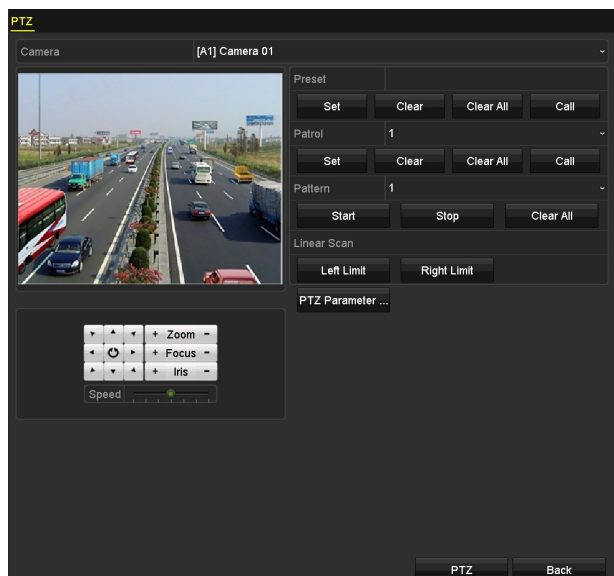 PTZ
Camera [A1] Camera 01
Preset
Set Clear Clear All Call
Patrol 1
Set Clear Clear All Call
Pattern 1
Start Stop Clear All
Linear Scan
Left Limit Right Limit
PTZ Parameter ...
+ Zoom -
+ Focus -
+ Iris -
Speed
PTZ Back